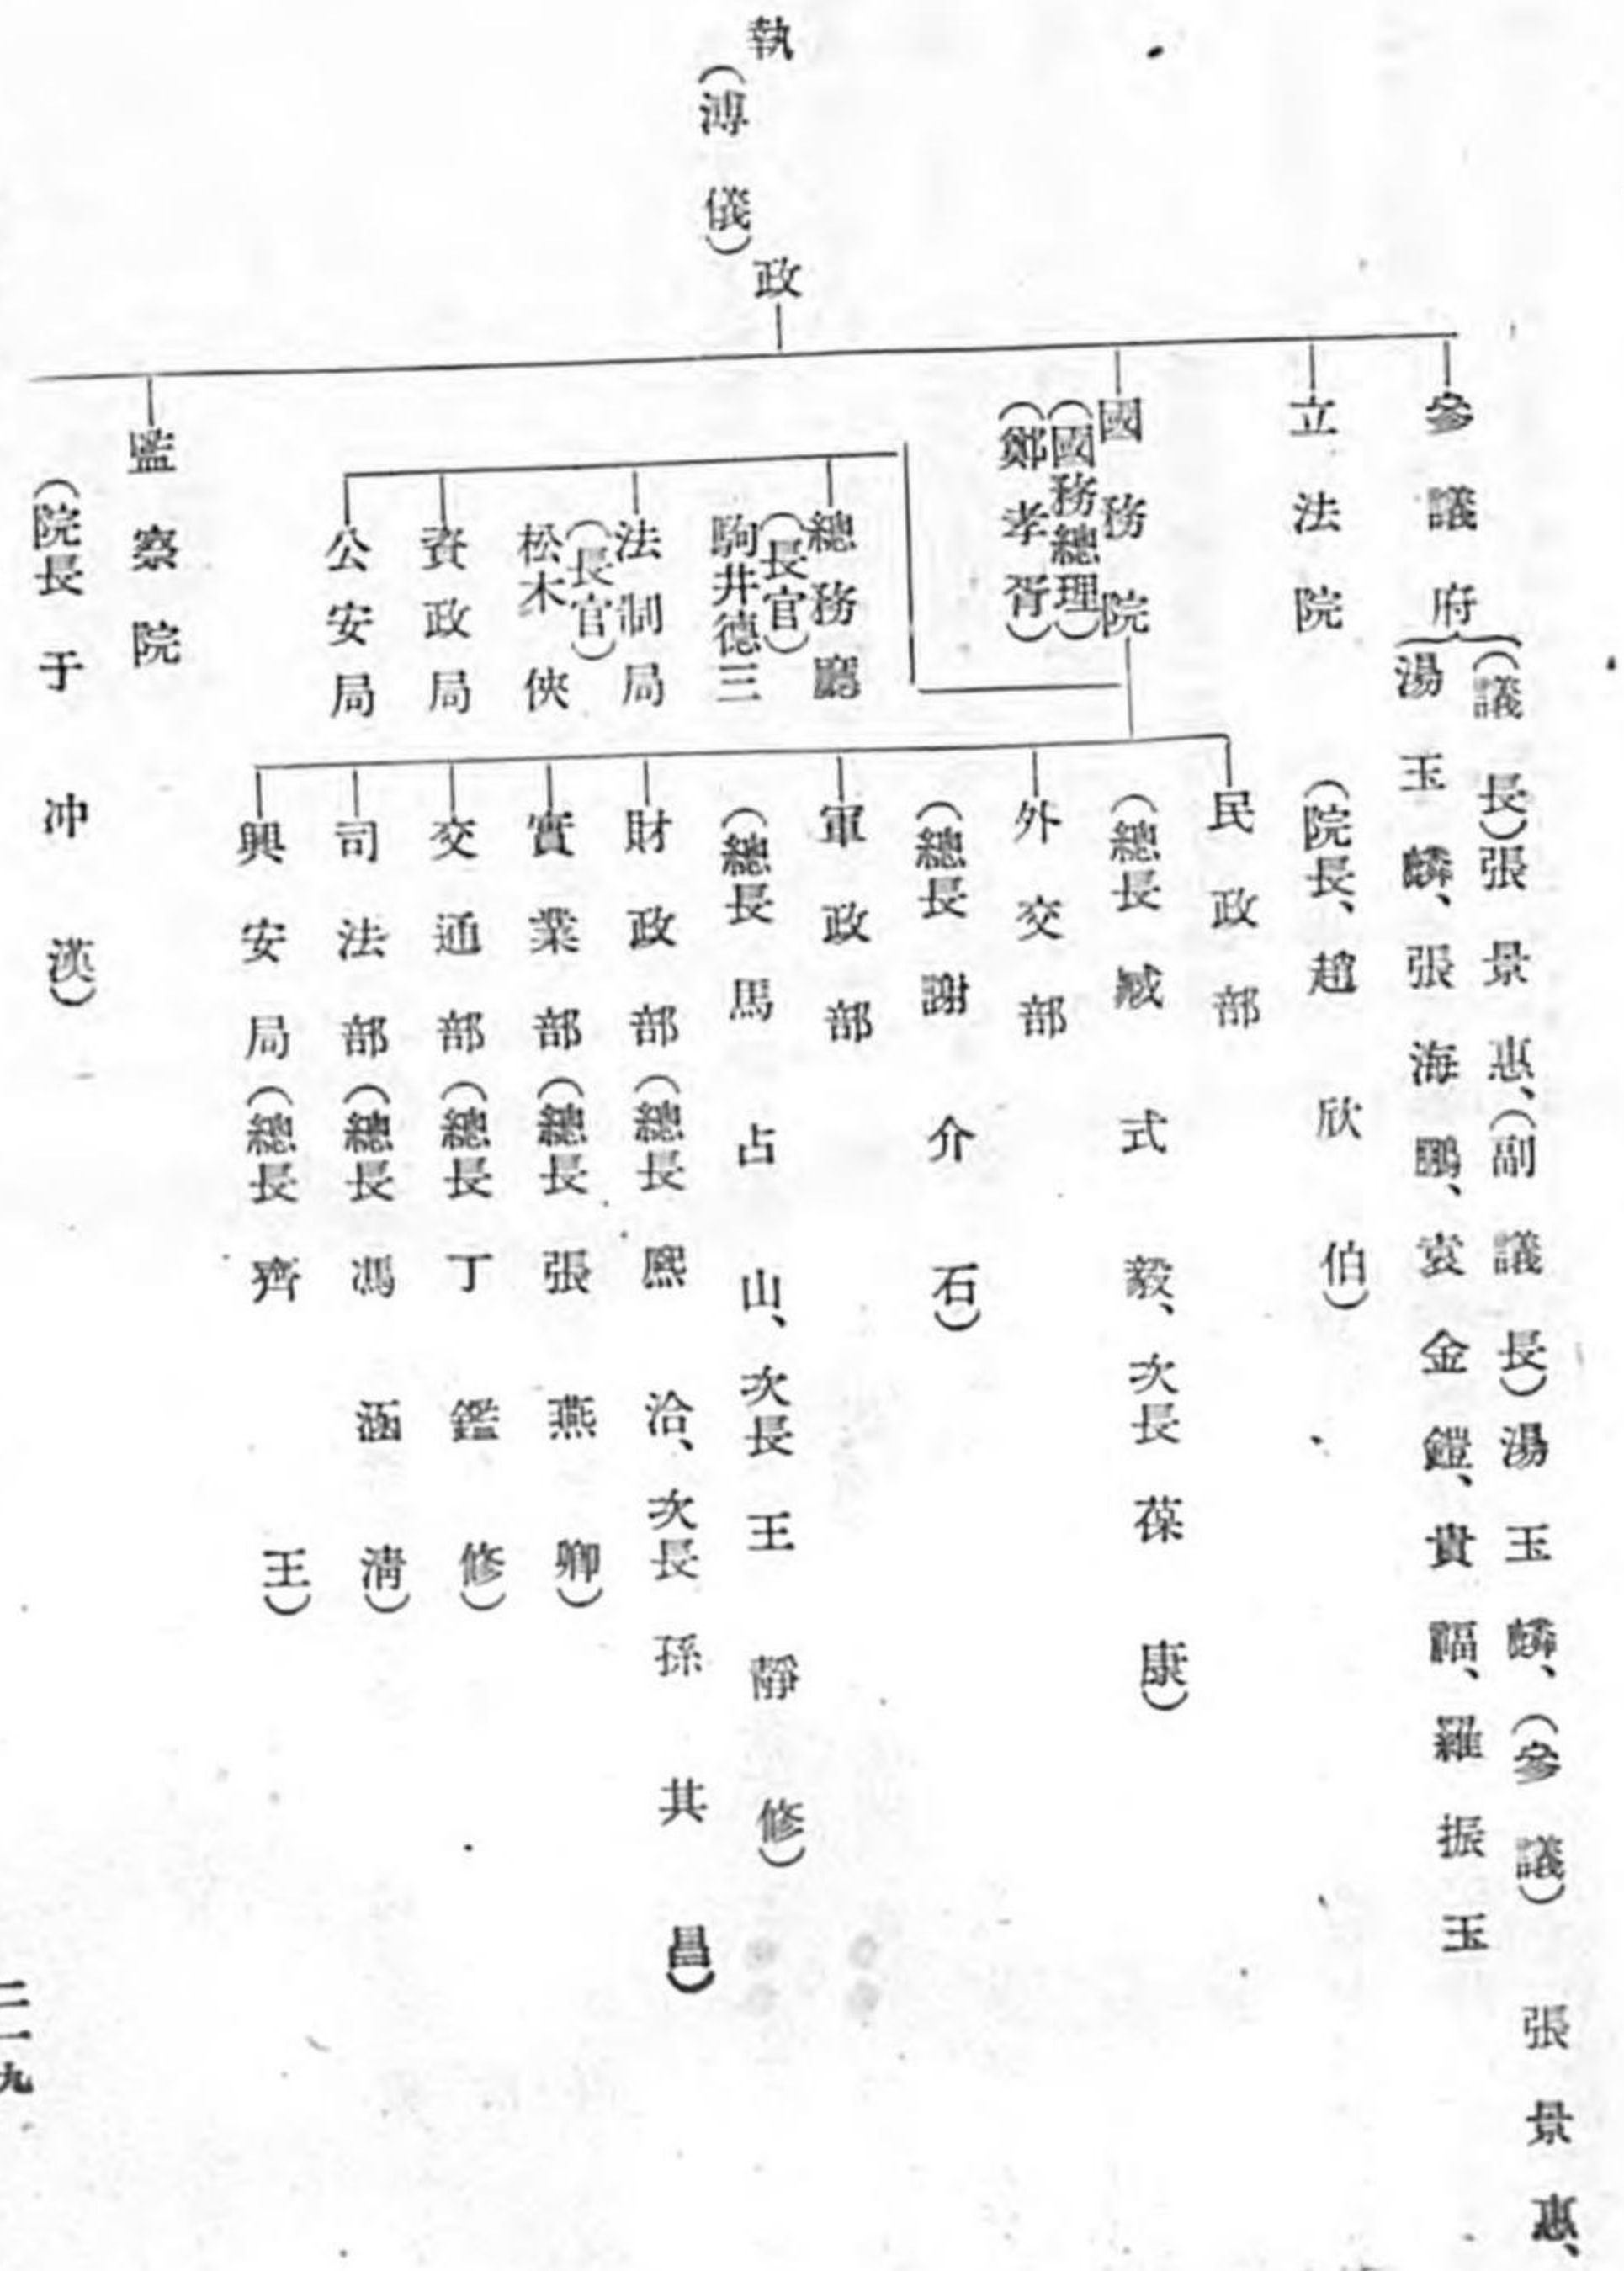 執政
（溥儀）
參議府
（議長）張景惠、（副議長）湯玉麟、（參議）張景惠、
湯玉麟、張海鵬、袁金鎧、貴福、羅振玉
立法院
（院長、趙欣伯）
國務院
（國務總理）
（鄭孝胥）
總務廳
（長官）
駒井德三
法制局
（長官）
松木俠
資政局
公安局
民政部
（總長臧式毅、次長葆康）
外交部
（總長謝介石）
軍政部
（總長馬占山、次長王靜修）
財政部（總長熙洽、次長孫其昌）
實業部（總長張燕卿）
交通部（總長丁鑑修）
司法部（總長馮涵淸）
興安局（總長齊王）
監察院
（院長于冲漢）
二一九